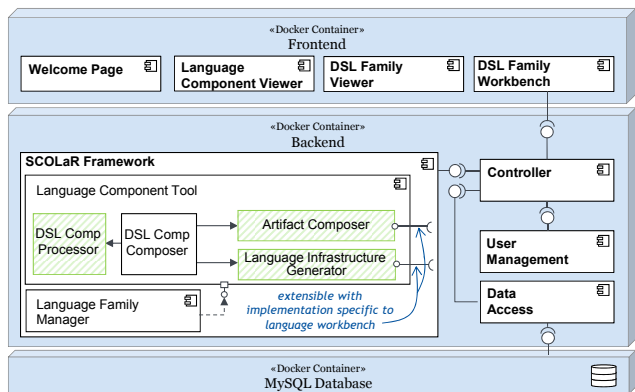 «Docker Container»
Frontend
Welcome Page
Language
Component Viewer
DSL Family
Viewer
DSL Family
Workbench
«Docker Container»
Backend
SCOLaR Framework
Language Component Tool
DSL Comp
Processor
DSL Comp
Composer
Artifact Composer
Language Infrastructure
Generator
extensible with
implementation specific to
language workbench
Language Family
Manager
Controller
User
Management
Data
Access
«Docker Container»
MySQL Database